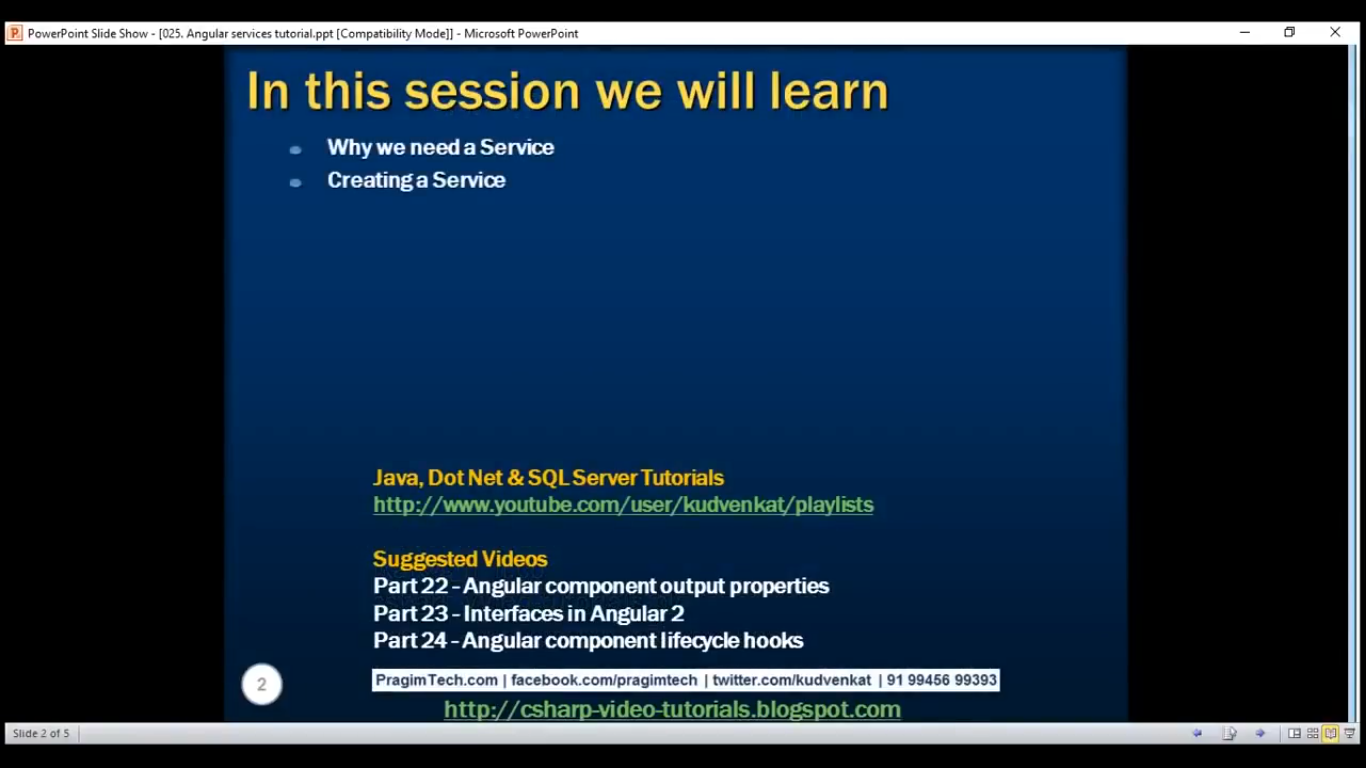 PowerPoint Slide Show - [025. Angular services tutorial.ppt [Compatibility Mode]] - Microsoft PowerPoint
In this session we will learn
Why we need a Service
Creating a Service
Java, Dot Net & SQL Server Tutorials
http://www.youtube.com/user/kudvenkat/playlists
Suggested Videos
Part 22 - Angular component output properties
Part 23 - Interfaces in Angular 2
Part 24 - Angular component lifecycle hooks
2
PragimTech.com | facebook.com/pragimtech | twitter.com/kudvenkat | 91 99456 99393
http://csharp-video-tutorials.blogspot.com
Slide 2 of 5